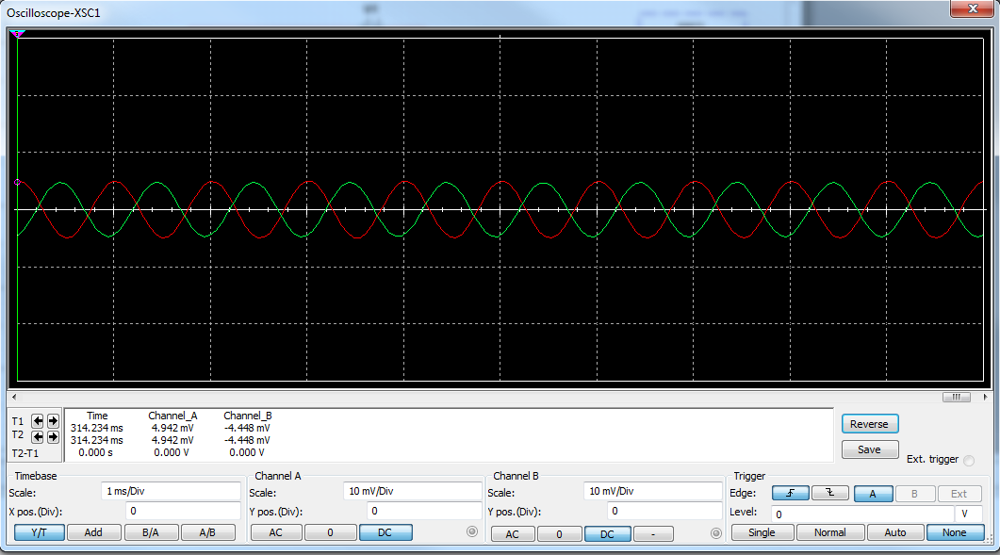 Oscilloscope-XSC1
T1
T2
T2-T1
Time Channel_A Channel_B
314.234 ms 4.942 mV -4.448 mV
314.234 ms 4.942 mV -4.448 mV
0.000 s 0.000 V 0.000 V
Reverse
Save
Ext. trigger
Timebase
Scale: 1 ms/Div
X pos.(Div): 0
Y/T Add B/A A/B
Channel A
Scale: 10 mV/Div
Y pos.(Div): 0
AC 0 DC
Channel B
Scale: 10 mV/Div
Y pos.(Div): 0
AC 0 DC -
Trigger
Edge: A B Ext
Level: 0 V
Single Normal Auto None